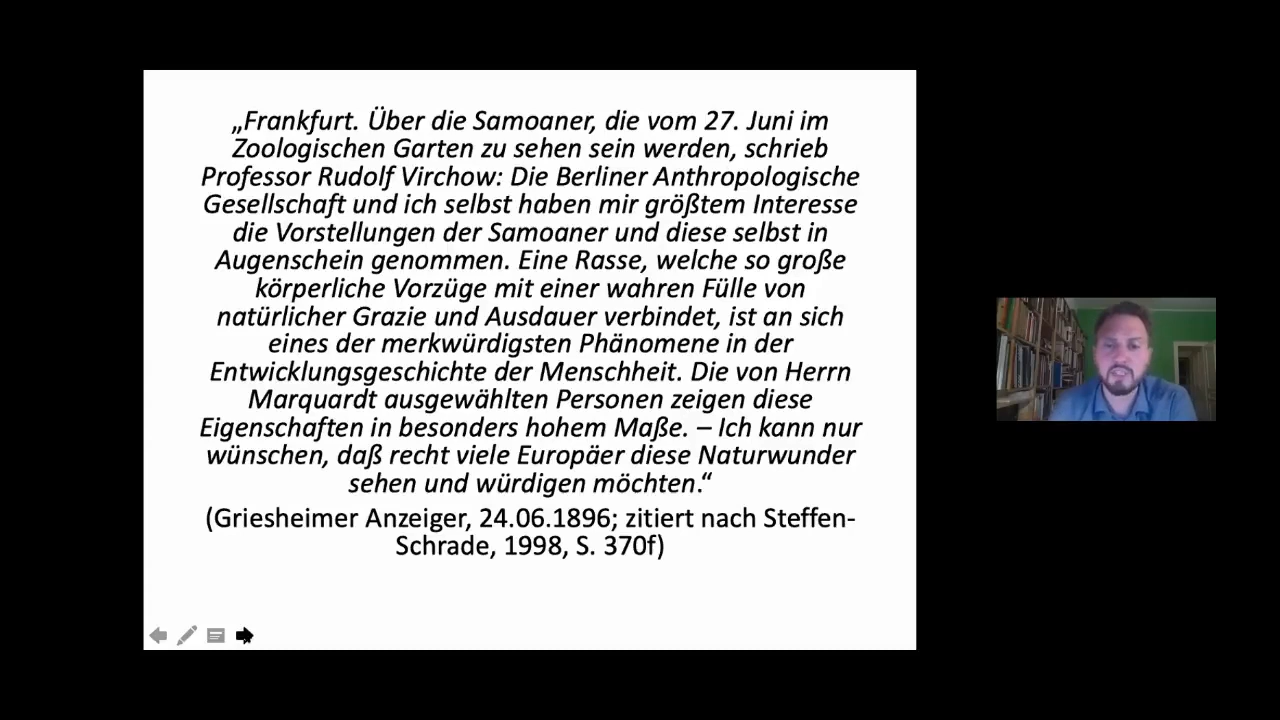 „Frankfurt. Über die Samoaner, die vom 27. Juni im
Zoologischen Garten zu sehen sein werden, schrieb
Professor Rudolf Virchow: Die Berliner Anthropologische
Gesellschaft und ich selbst haben mir größtem Interesse
die Vorstellungen der Samoaner und diese selbst in
Augenschein genommen. Eine Rasse, welche so große
körperliche Vorzüge mit einer wahren Fülle von
natürlicher Grazie und Ausdauer verbindet, ist an sich
eines der merkwürdigsten Phänomene in der
Entwicklungsgeschichte der Menschheit. Die von Herrn
Marquardt ausgewählten Personen zeigen diese
Eigenschaften in besonders hohem Maße. – Ich kann nur
wünschen, daß recht viele Europäer diese Naturwunder
sehen und würdigen möchten.“
(Griesheimer Anzeiger, 24.06.1896; zitiert nach Steffen-
Schrade, 1998, S. 370f)